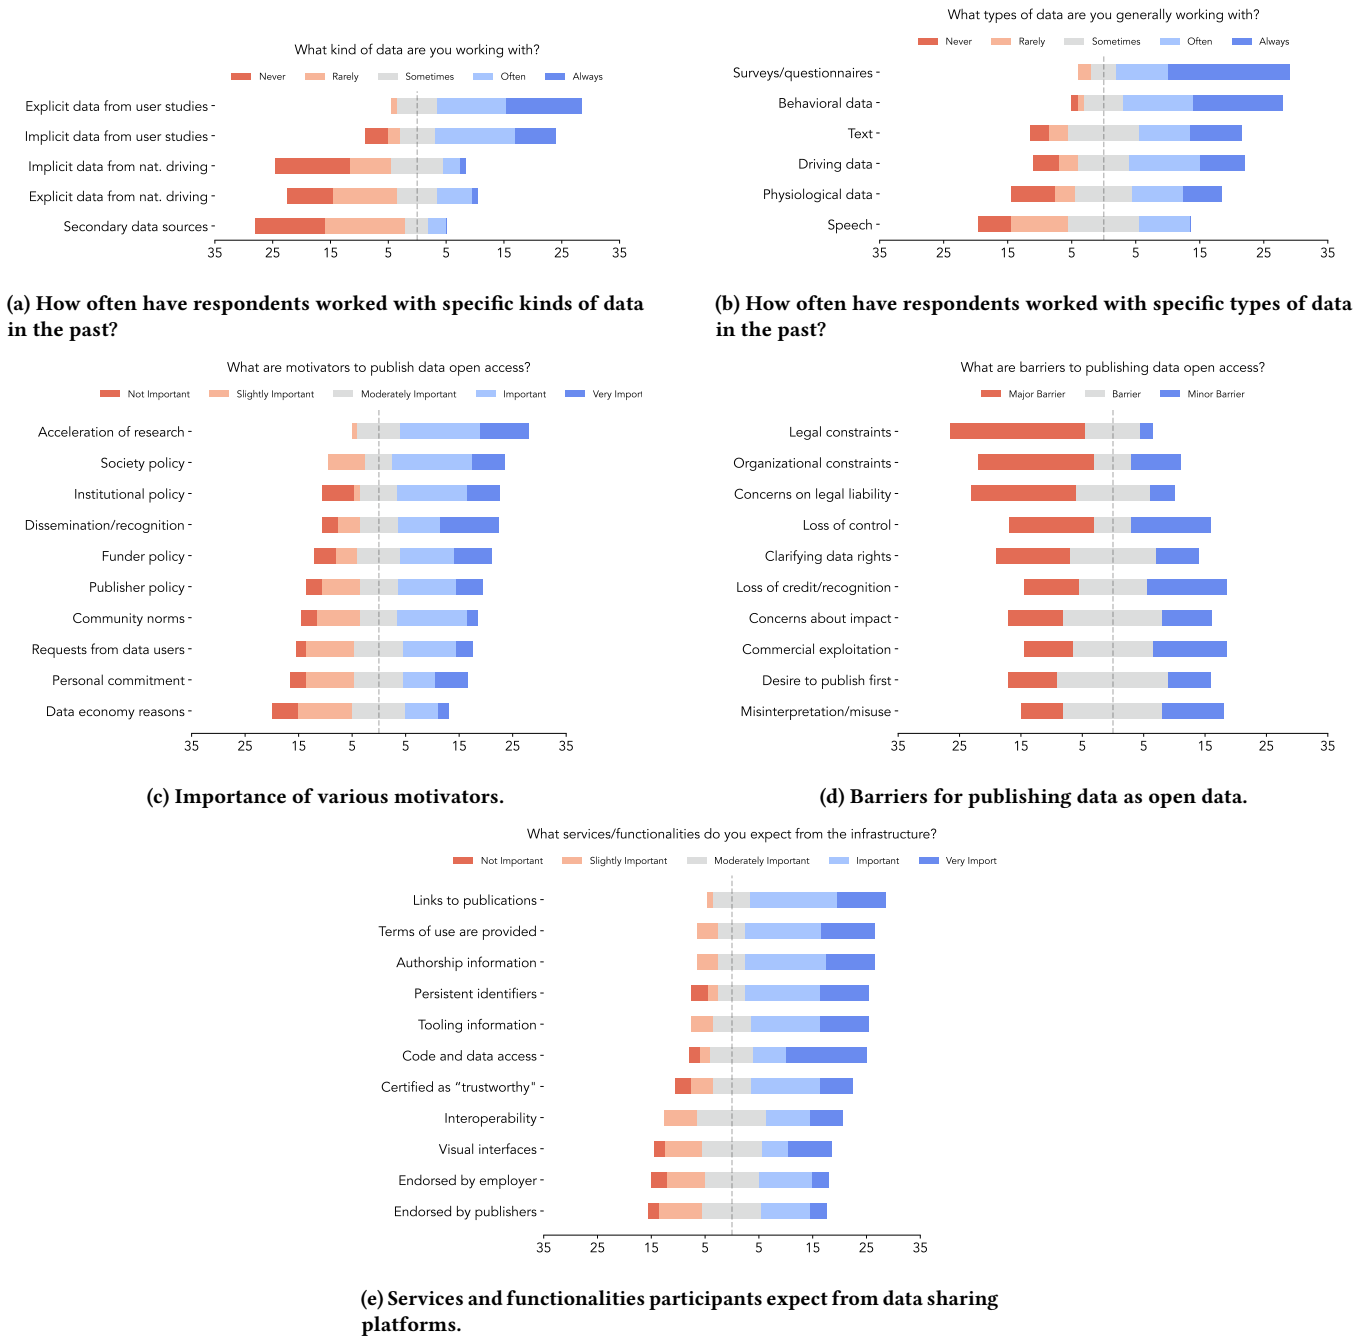 What kind of data are you working with?
Never Rarely Sometimes Often Always
Explicit data from user studies
Implicit data from user studies
Implicit data from nat. driving
Explicit data from nat. driving
Secondary data sources
35 25 15 5 5 15 25 35
(a) How often have respondents worked with specific kinds of data
in the past?
What types of data are you generally working with?
Never Rarely Sometimes Often Always
Surveys/questionnaires
Behavioral data
Text
Driving data
Physiological data
Speech
35 25 15 5 5 15 25 35
(b) How often have respondents worked with specific types of data
in the past?
What are motivators to publish data open access?
Not Important Slightly Important Moderately Important Important Very Import
Acceleration of research
Society policy
Institutional policy
Dissemination/recognition
Funder policy
Publisher policy
Community norms
Requests from data users
Personal commitment
Data economy reasons
35 25 15 5 5 15 25 35
(c) Importance of various motivators.
What are barriers to publishing data open access?
Major Barrier Barrier Minor Barrier
Legal constraints
Organizational constraints
Concerns on legal liability
Loss of control
Clarifying data rights
Loss of credit/recognition
Concerns about impact
Commercial exploitation
Desire to publish first
Misinterpretation/misuse
35 25 15 5 5 15 25 35
(d) Barriers for publishing data as open data.
What services/functionalities do you expect from the infrastructure?
Not Important Slightly Important Moderately Important Important Very Import
Links to publications
Terms of use are provided
Authorship information
Persistent identifiers
Tooling information
Code and data access
Certified as “trustworthy"
Interoperability
Visual interfaces
Endorsed by employer
Endorsed by publishers
35 25 15 5 5 15 25 35
(e) Services and functionalities participants expect from data sharing
platforms.